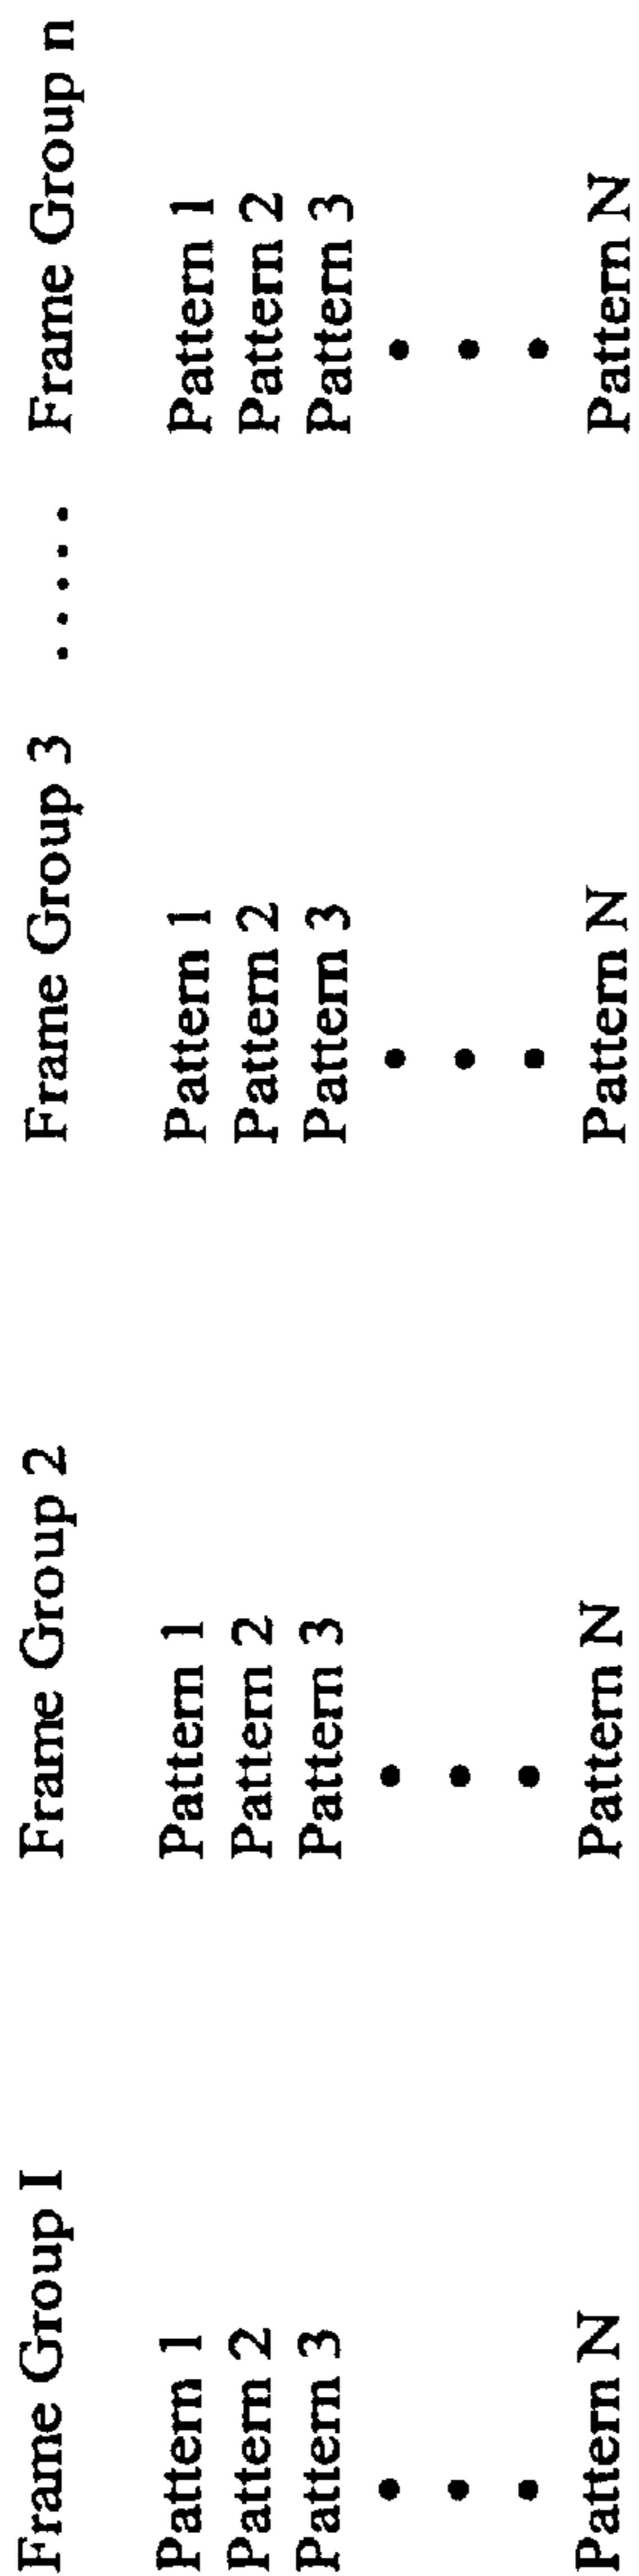 Frame Group I Frame Group 2 Frame Group 3 ..... Frame Group n
Pattern 1 Pattern 1 Pattern 1 Pattern 1
Pattern 2 Pattern 2 Pattern 2 Pattern 2
Pattern 3 Pattern 3 Pattern 3 Pattern 3
• • • •
• • • •
• • • •
Pattern N Pattern N Pattern N Pattern N